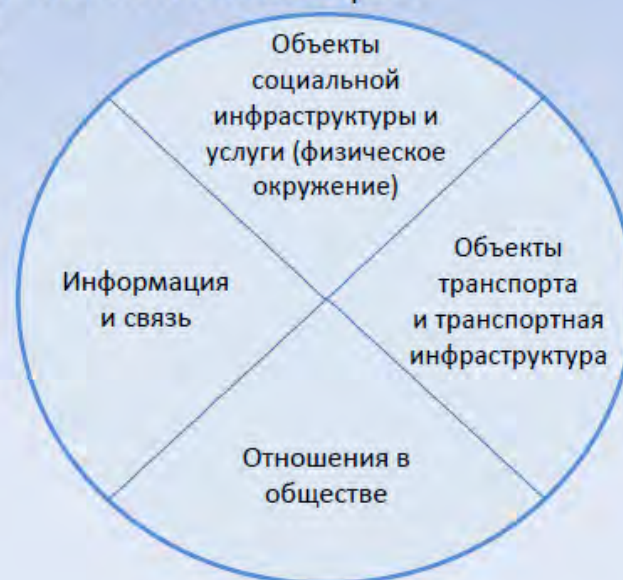 Объекты
социальной
инфраструктуры и
услуги (физическое
окружение)
Информация
и связь
Объекты
транспорта
и транспортная
инфраструктура
Отношения в
обществе